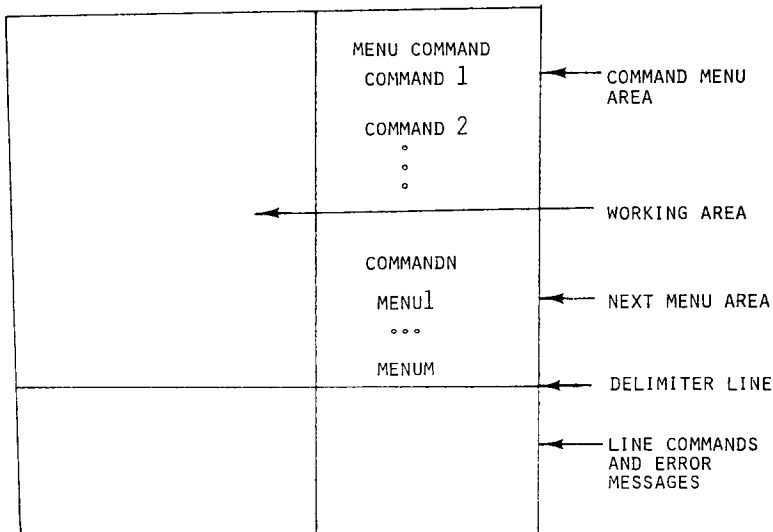 MENU COMMAND
COMMAND 1
COMMAND 2
COMMANDN
MENU1
MENUM
COMMAND MENU
AREA
WORKING AREA
NEXT MENU AREA
DELIMITER LINE
LINE COMMANDS
AND ERROR
MESSAGES